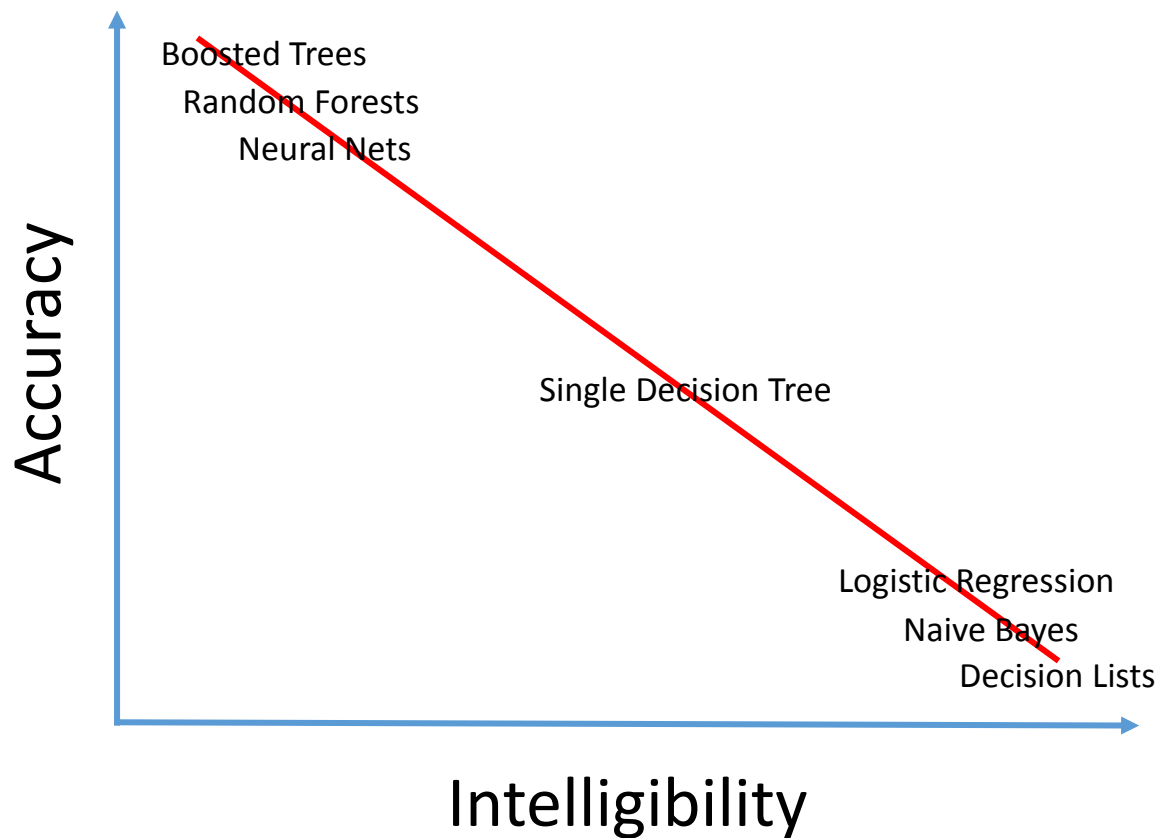 Boosted Trees
Random Forests
Neural Nets
Accuracy
Single Decision Tree
Logistic Regression
Naive Bayes
Decision Lists
Intelligibility